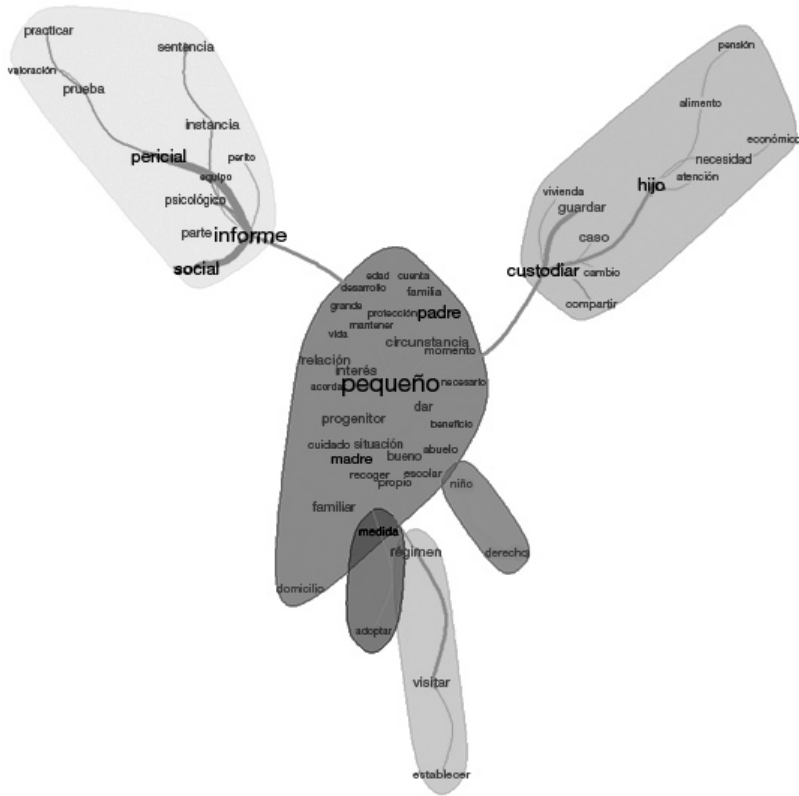 practicar
sentencia
valoración
prueba
instancia
pericial
perito
equipo
psicológico
parte
informe
social
pensión
alimento
económico
necesidad
atención
hijo
vivienda
guardar
caso
custodiar
cambio
compartir
edad
cuenta
desarrollo
familia
grande
protección
padre
mantener
vida
circunstancia
momento
relación
interés
acordar
pequeño
necesario
dar
progenitor
beneficio
cuidado
situación
abuelo
madre
bueno
recoger
escolar
propio
niño
familiar
medida
régimen
derecho
domicilio
adoptar
visitar
establecer